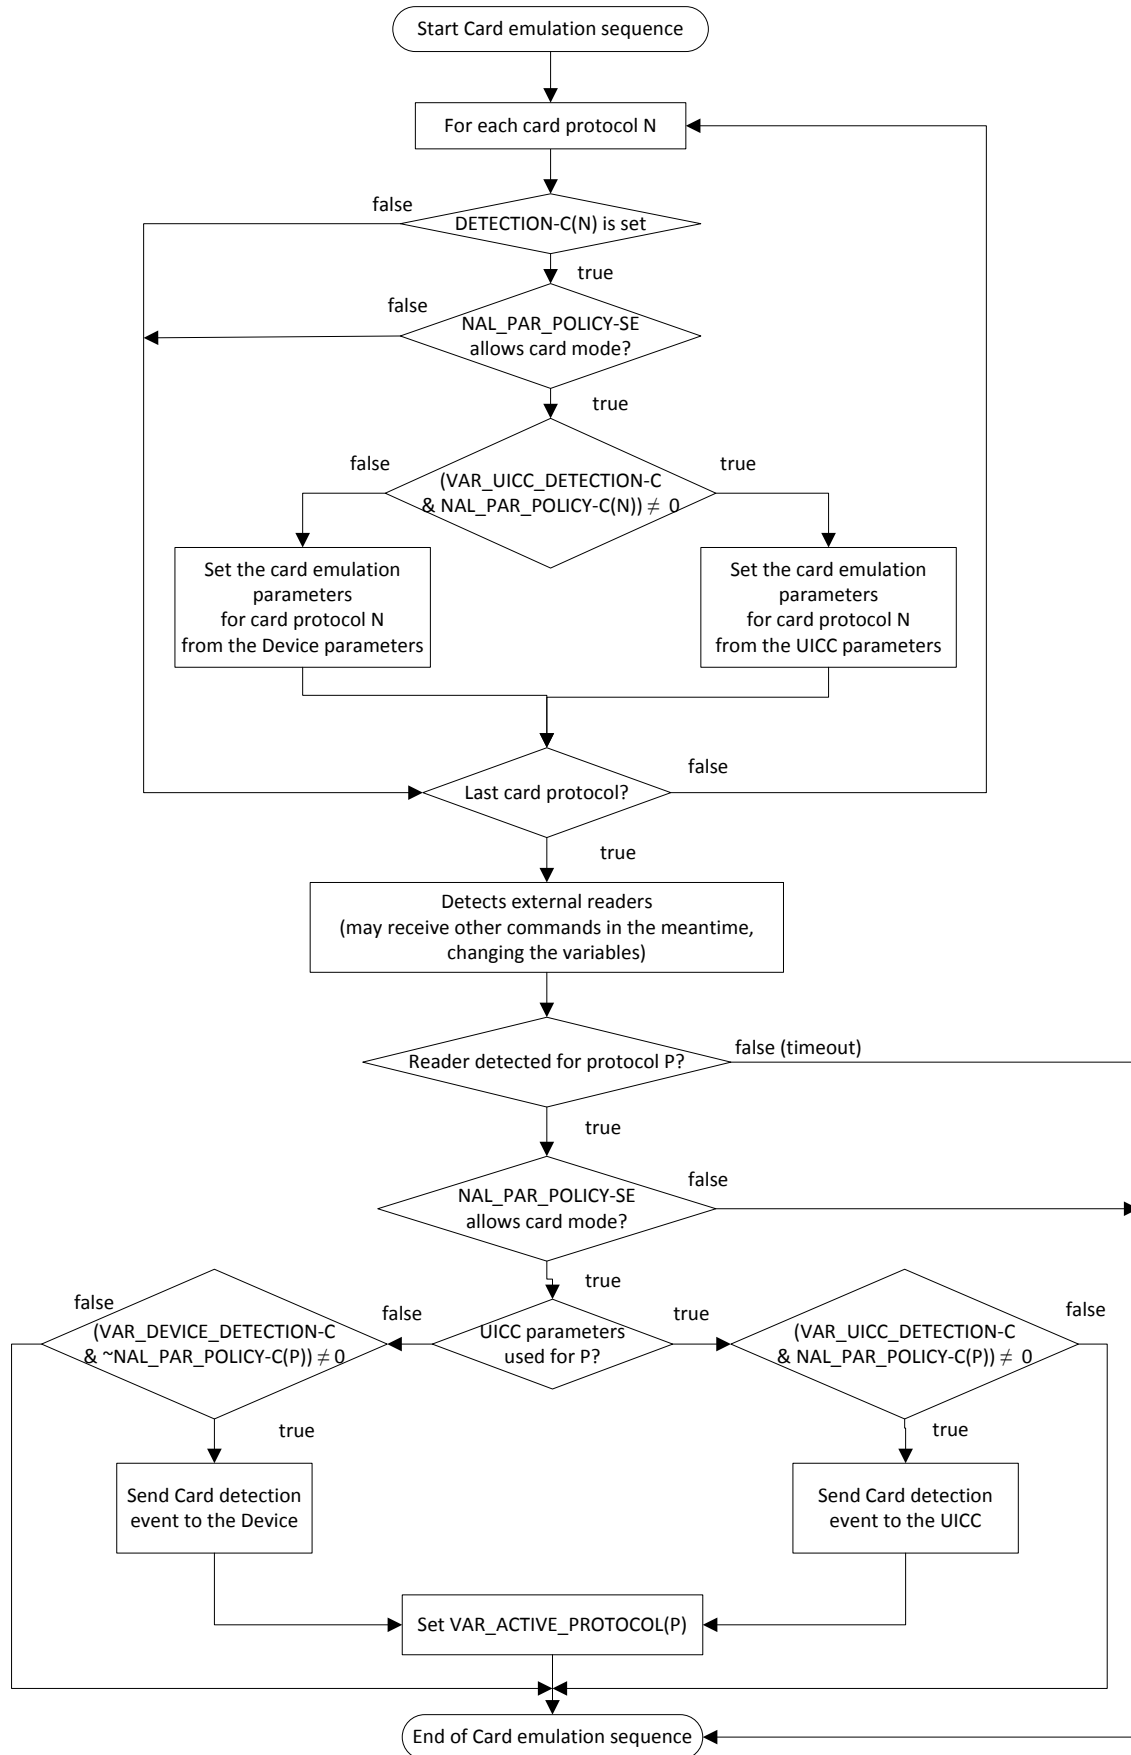 Start Card emulation sequence
For each card protocol N
false
DETECTION-C(N) is set
true
false
NAL_PAR_POLICY-SE
allows card mode?
true
false
true
(VAR_UICC_DETECTION-C
& NAL_PAR_POLICY-C(N)) ≠ 0
Set the card emulation
parameters
for card protocol N
from the Device parameters
Set the card emulation
parameters
for card protocol N
from the UICC parameters
false
Last card protocol?
true
Detects external readers
(may receive other commands in the meantime,
changing the variables)
false (timeout)
Reader detected for protocol P?
true
NAL_PAR_POLICY-SE
allows card mode?
false
true
false
(VAR_DEVICE_DETECTION-C
& ~NAL_PAR_POLICY-C(P)) ≠ 0
false
UICC parameters
used for P?
true
(VAR_UICC_DETECTION-C
& NAL_PAR_POLICY-C(P)) ≠ 0
false
true
true
Send Card detection
event to the Device
Send Card detection
event to the UICC
Set VAR_ACTIVE_PROTOCOL(P)
End of Card emulation sequence